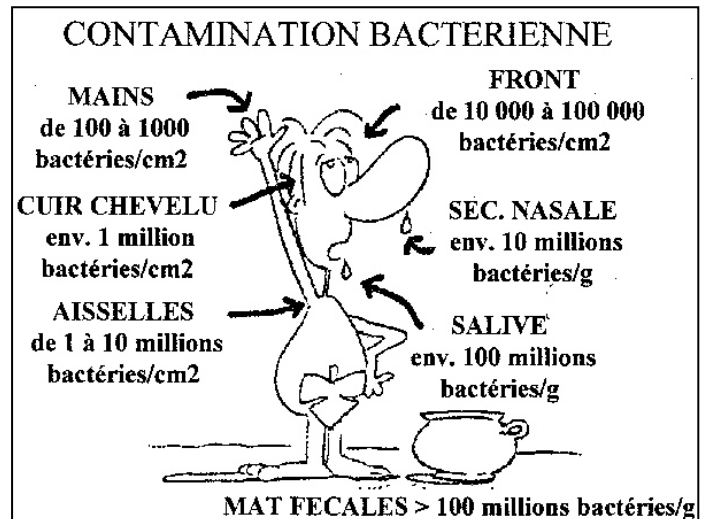 CONTAMINATION BACTERIENNE
MAINS
de 100 à 1000
bactéries/cm2
FRONT
de 10 000 à 100 000
bactéries/cm2
CUIR CHEVELU
env. 1 million
bactéries/cm2
SEC. NASALE
env. 10 millions
bactéries/g
AISSELLES
de 1 à 10 millions
bactéries/cm2
SALIVE
env. 100 millions
bactéries/g
MAT FECALES > 100 millions bactéries/g